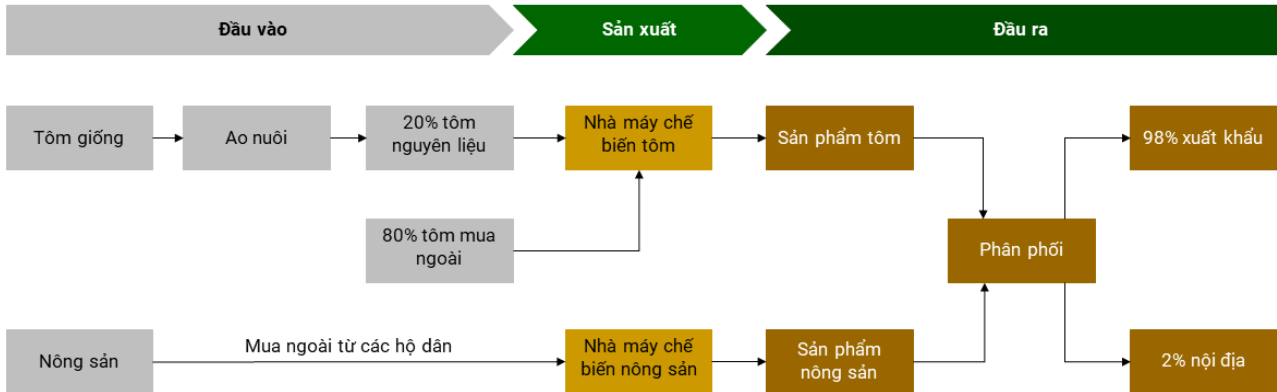 Đầu vào
Sản xuất
Đầu ra
Tôm giống
Ao nuôi
20% tôm
nguyên liệu
Nhà máy chế
biến tôm
Sản phẩm tôm
98% xuất khẩu
80% tôm mua
ngoài
Phân phối
Nông sản
Mua ngoài từ các hộ dân
Nhà máy chế
biến nông sản
Sản phẩm
nông sản
2% nội địa